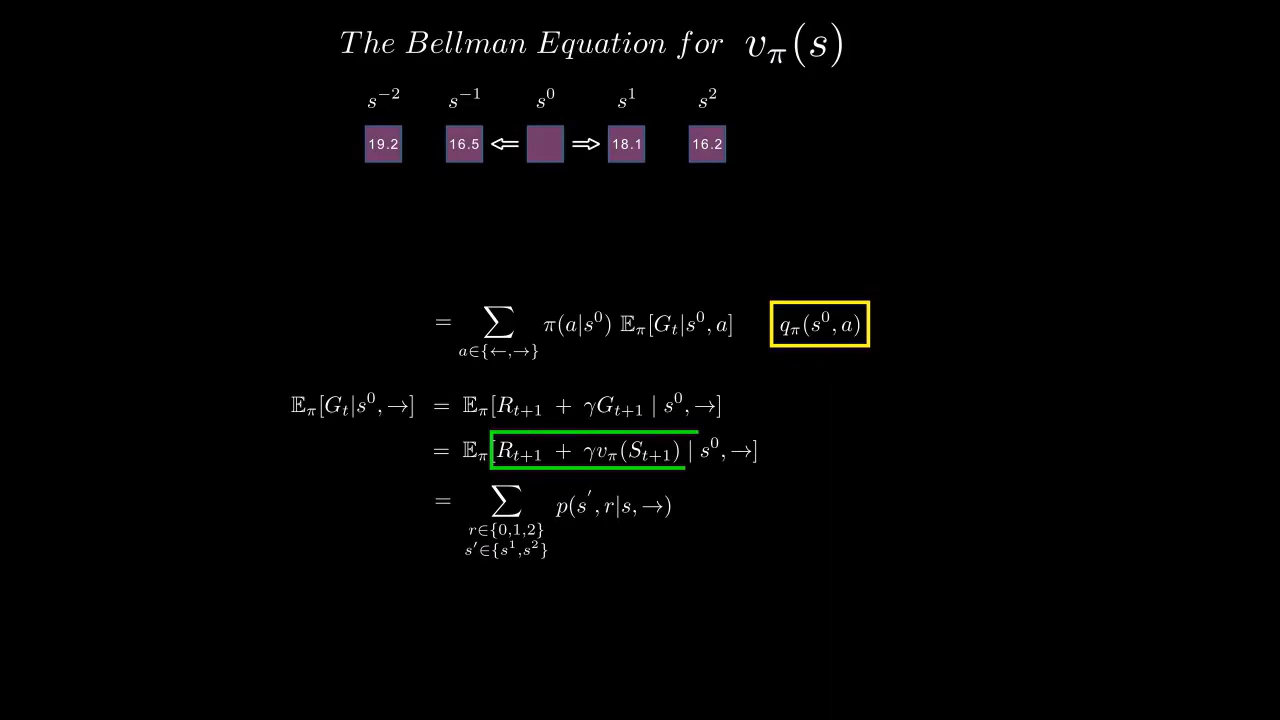 The Bellman Equation for v_π(s)
s^{-2} s^{-1} s^0 s^1 s^2
19.2 16.5 ⇐ ⇒ 18.1 16.2
= ∑_{a∈{←,→}} π(a|s^0) 𝔼_π[G_t|s^0, a] q_π(s^0, a)
𝔼_π[G_t|s^0, →] = 𝔼_π[R_{t+1} + γG_{t+1} | s^0, →]
= 𝔼_π[R_{t+1} + γv_π(S_{t+1}) | s^0, →]
= ∑_{r∈{0,1,2} s′∈{s^1,s^2}} p(s′, r|s, →)